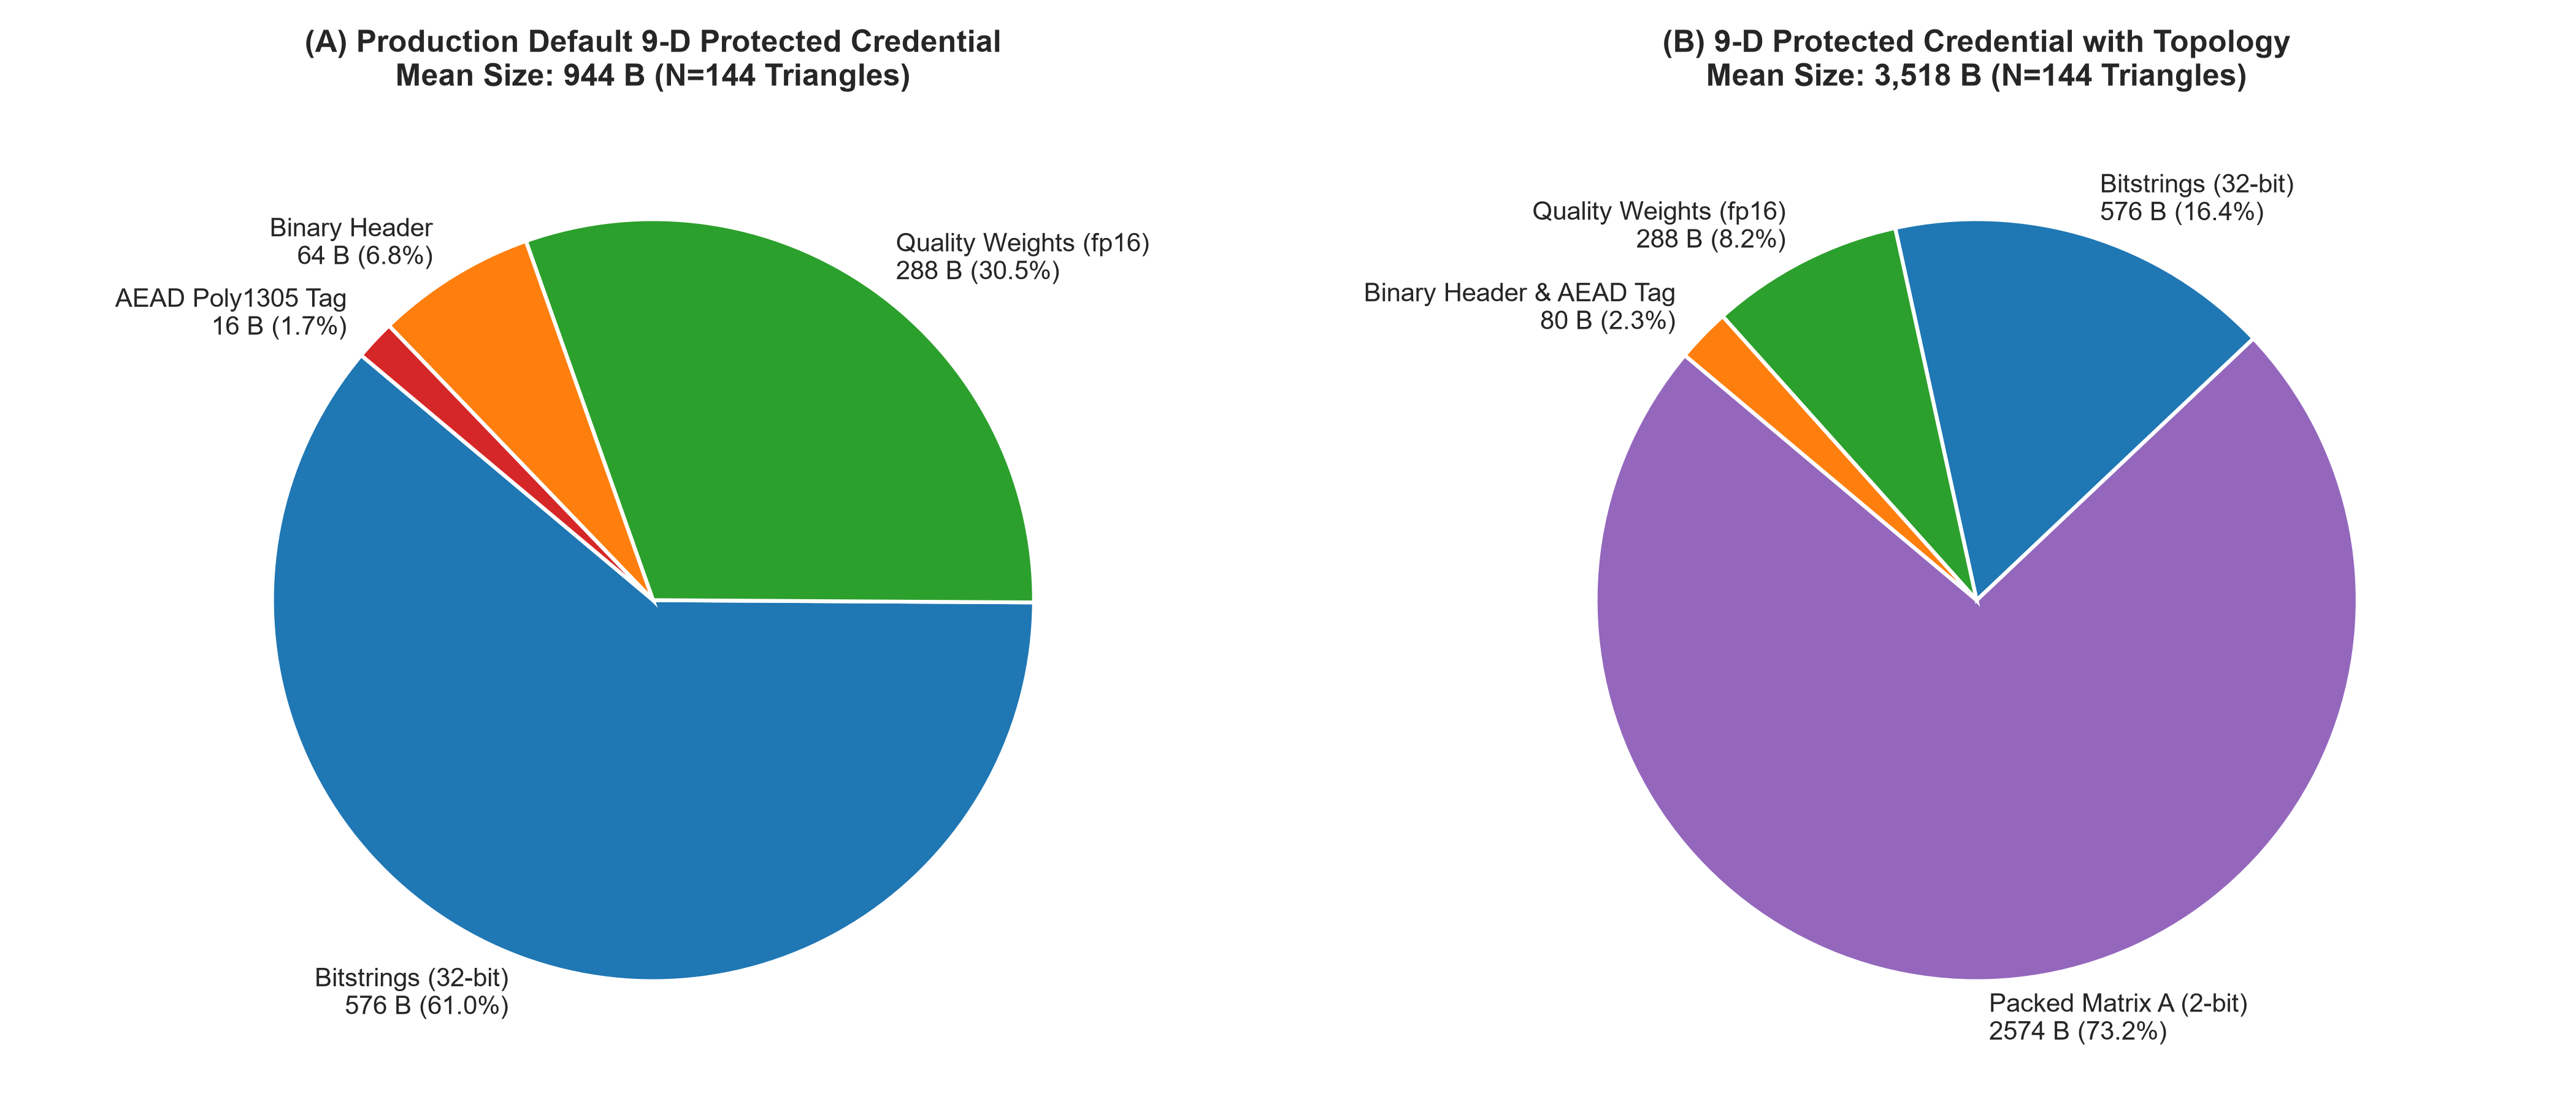 (A) Production Default 9-D Protected Credential
Mean Size: 944 B (N=144 Triangles)
Binary Header
64 B (6.8%)
AEAD Poly1305 Tag
16 B (1.7%)
Quality Weights (fp16)
288 B (30.5%)
Bitstrings (32-bit)
576 B (61.0%)
(B) 9-D Protected Credential with Topology
Mean Size: 3,518 B (N=144 Triangles)
Bitstrings (32-bit)
576 B (16.4%)
Quality Weights (fp16)
288 B (8.2%)
Binary Header & AEAD Tag
80 B (2.3%)
Packed Matrix A (2-bit)
2574 B (73.2%)